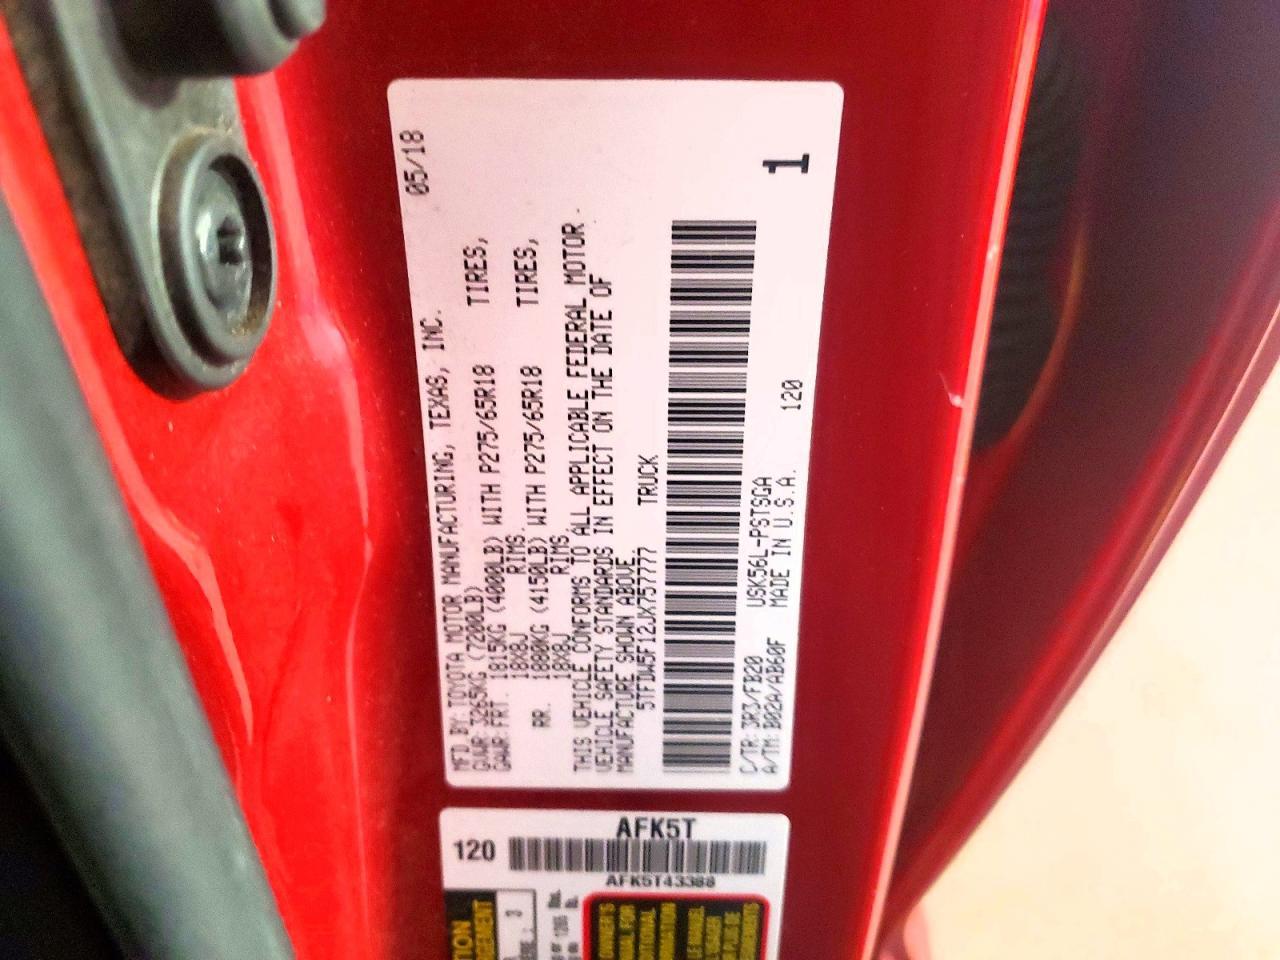 05/18
MFD BY: TOYOTA MOTOR MANUFACTURING, TEXAS, INC.
GVWR: 3265KG (7200LB)
GAWR: FRT. 1815KG (4000LB) WITH P275/65R18 TIRES,
18X8J RIMS.
RR. 1880KG (4150LB) WITH P275/65R18 TIRES,
18X8J RIMS
THIS VEHICLE CONFORMS TO ALL APPLICABLE FEDERAL MOTOR
VEHICLE SAFETY STANDARDS IN EFFECT ON THE DATE OF
MANUFACTURE SHOWN ABOVE.
5TFDW5F12JX757777 TRUCK
1
C/TR: 3R3/FB20 USK56L-PSTSGA 120
A/TM: B02A/AB60F MADE IN U.S.A.
AFK5T
120
AFK5T43388